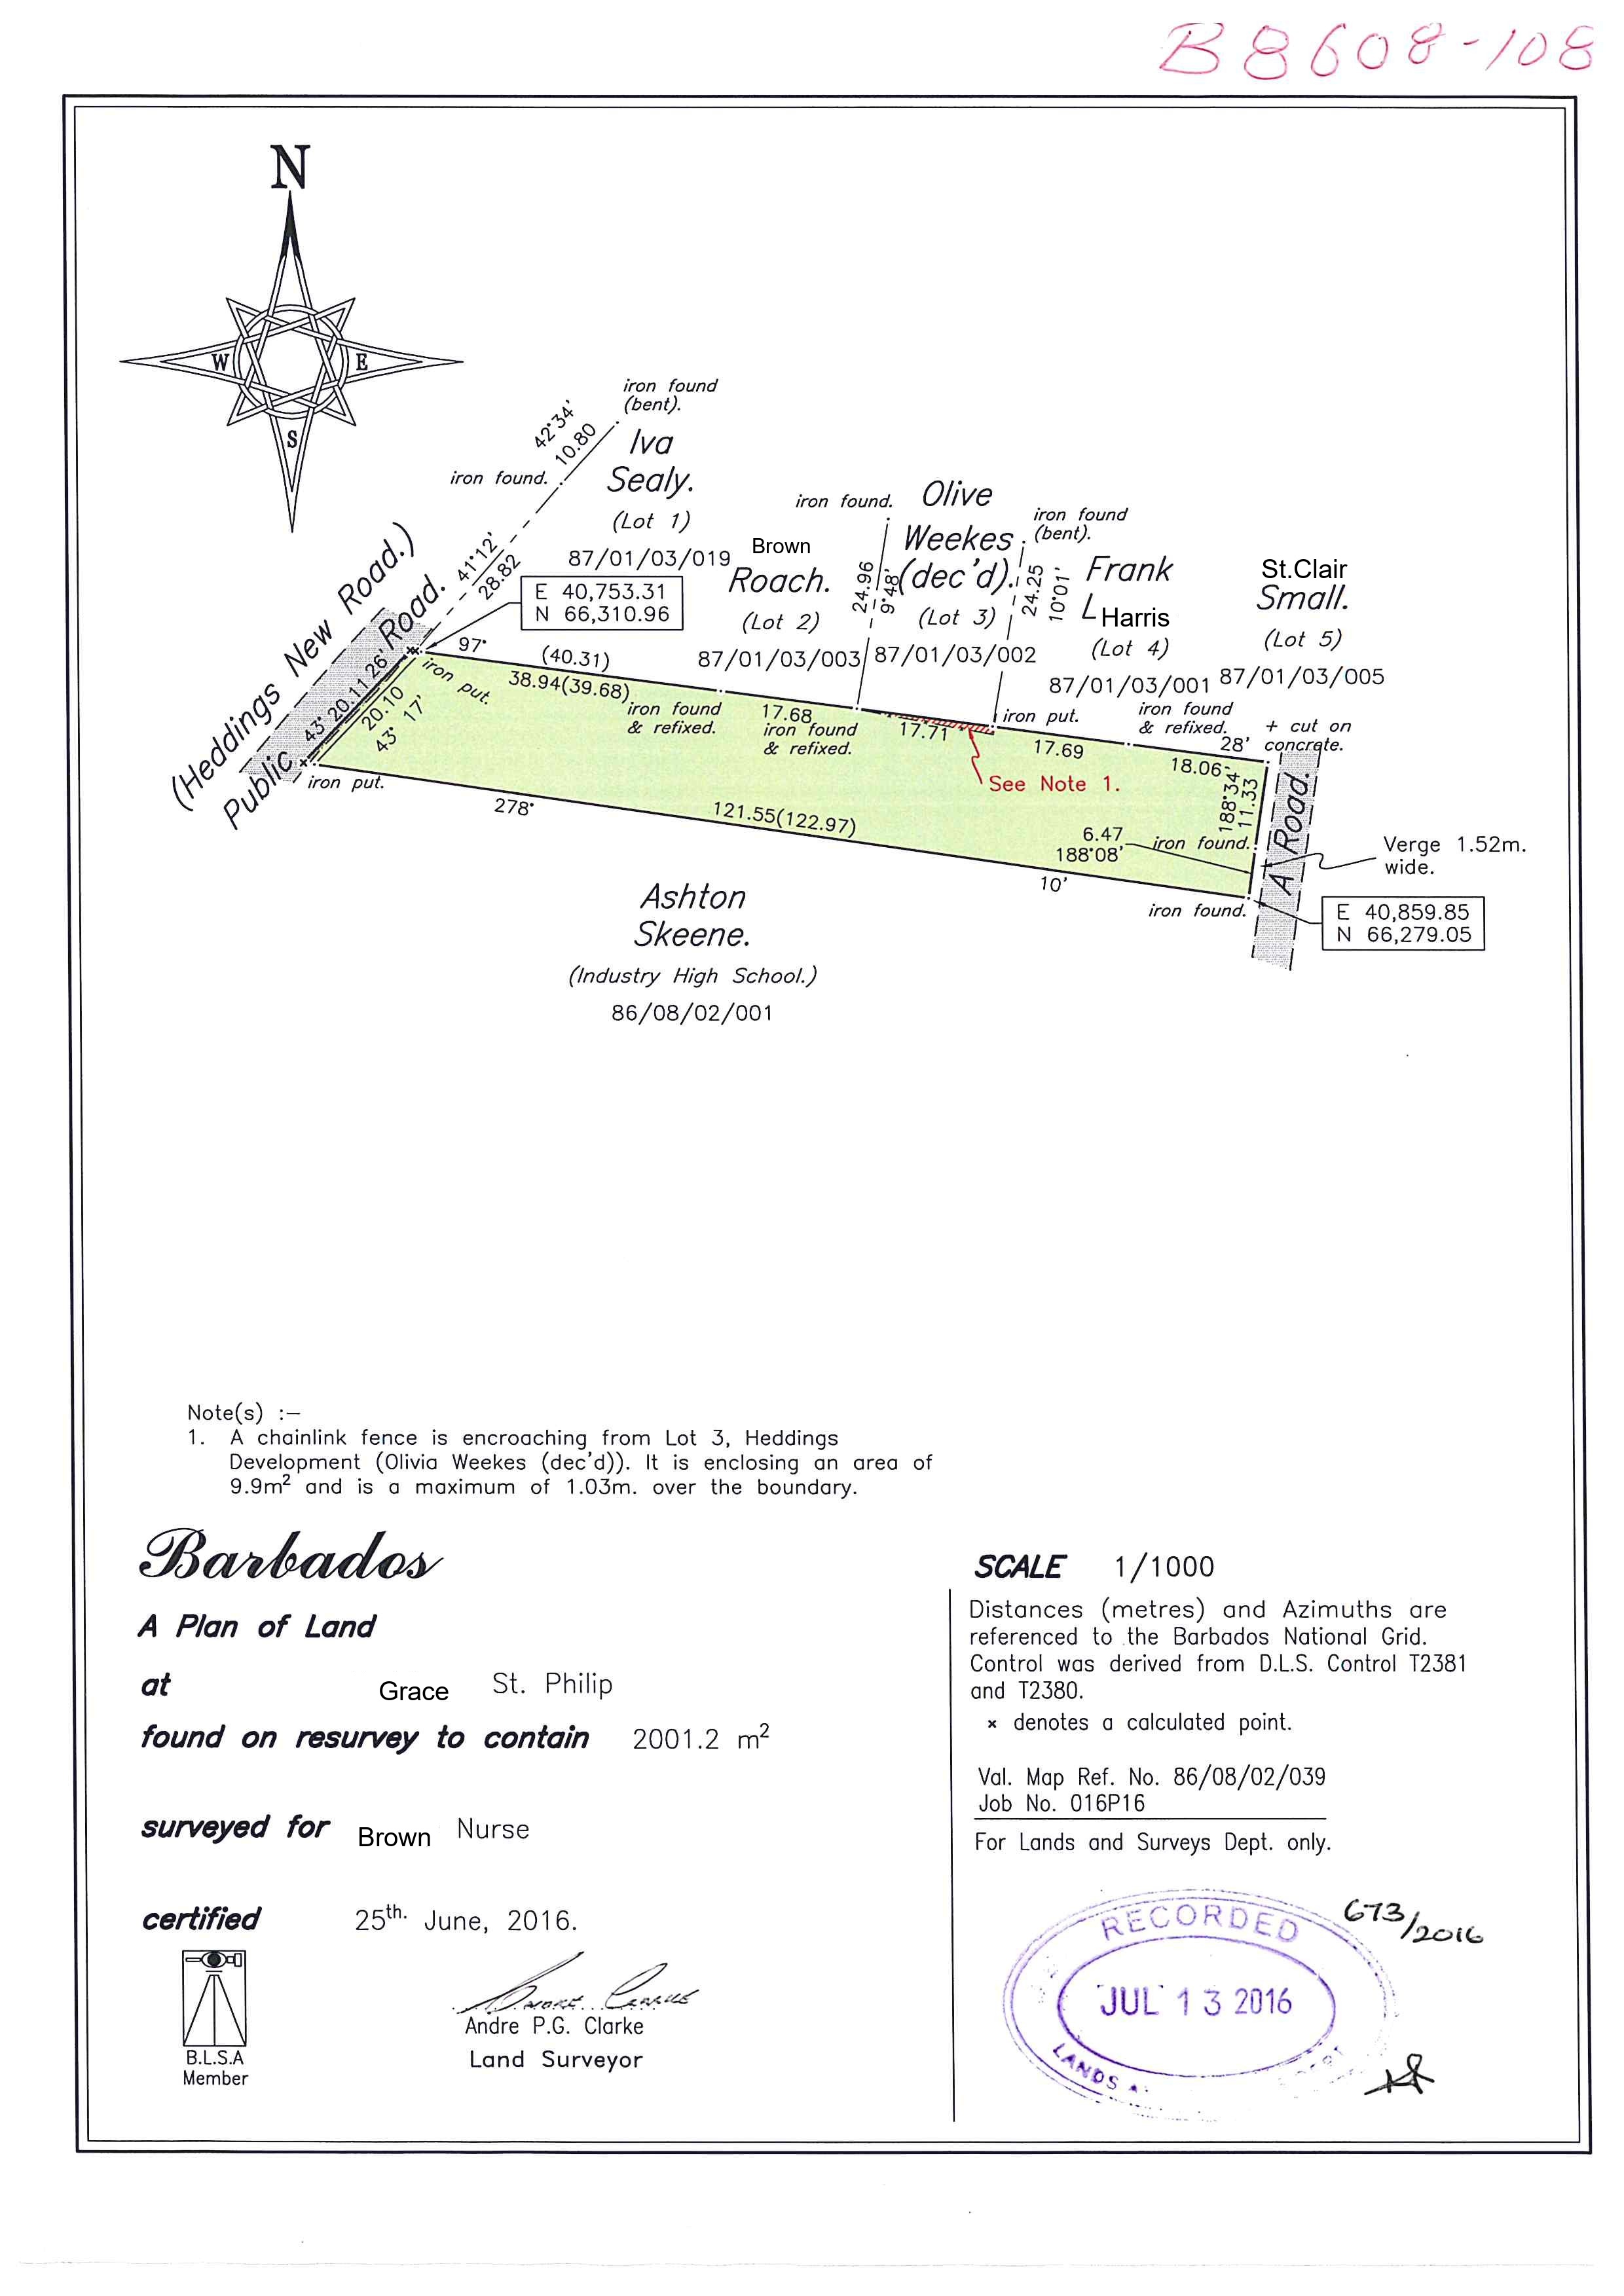 B8608-108
N
W
E
S
iron found
(bent).
42°34'
10.80
Iva
Sealy.
(Lot 1)
87/01/03/019
iron found.
41°12'
28.82
E 40,753.31
N 66,310.96
Brown
Roach.
(Lot 2)
87/01/03/003
iron found.
24.96
9°48'
Olive
Weekes
(dec'd).
(Lot 3)
87/01/03/002
iron found
(bent).
24.25
10°01'
Frank
L Harris
(Lot 4)
87/01/03/001
St.Clair
Small.
(Lot 5)
87/01/03/005
(Heddings New Road.)
Public Road.
43° 20.11 26'
20.10
43° 17'
iron put.
iron put.
97°
(40.31)
38.94(39.68)
iron found
& refixed.
17.68
iron found
& refixed.
17.71
iron put.
See Note 1.
17.69
iron found
& refixed.
28'
18.06
+ cut on
concrete.
188°34'
11.33
A Road.
6.47
188°08'
iron found.
Verge 1.52m.
wide.
278°
121.55(122.97)
10'
iron found.
E 40,859.85
N 66,279.05
Ashton
Skeene.
(Industry High School.)
86/08/02/001
Note(s) :-
1. A chainlink fence is encroaching from Lot 3, Heddings
Development (Olivia Weekes (dec'd)). It is enclosing an area of
9.9m² and is a maximum of 1.03m. over the boundary.
Barbados
A Plan of Land
at Grace St. Philip
found on resurvey to contain 2001.2 m²
surveyed for Brown Nurse
certified 25th. June, 2016.
B.L.S.A
Member
Andre Clarke
Andre P.G. Clarke
Land Surveyor
SCALE 1/1000
Distances (metres) and Azimuths are
referenced to the Barbados National Grid.
Control was derived from D.L.S. Control T2381
and T2380.
× denotes a calculated point.
Val. Map Ref. No. 86/08/02/039
Job No. 016P16
For Lands and Surveys Dept. only.
673/2016
RECORDED
JUL 13 2016
LANDS